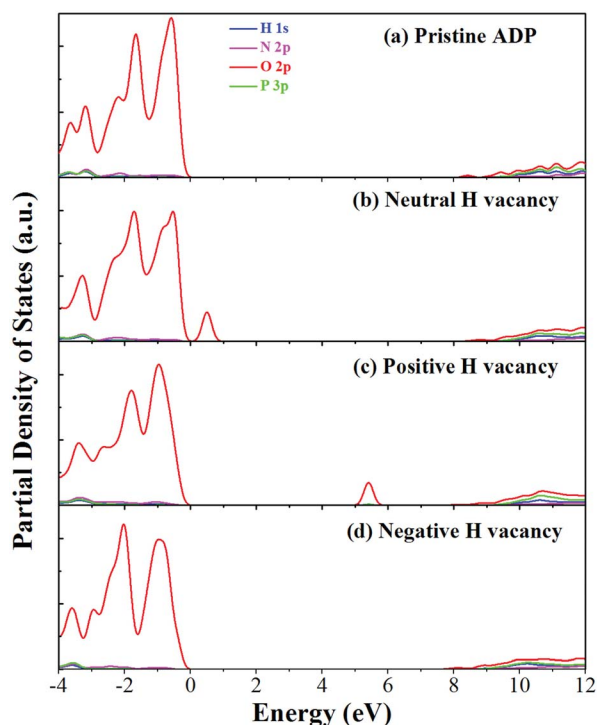 H 1s
N 2p
O 2p
P 3p
(a) Pristine ADP
(b) Neutral H vacancy
(c) Positive H vacancy
(d) Negative H vacancy
Partial Density of States (a.u.)
-4 -2 0 2 4 6 8 10 12
Energy (eV)